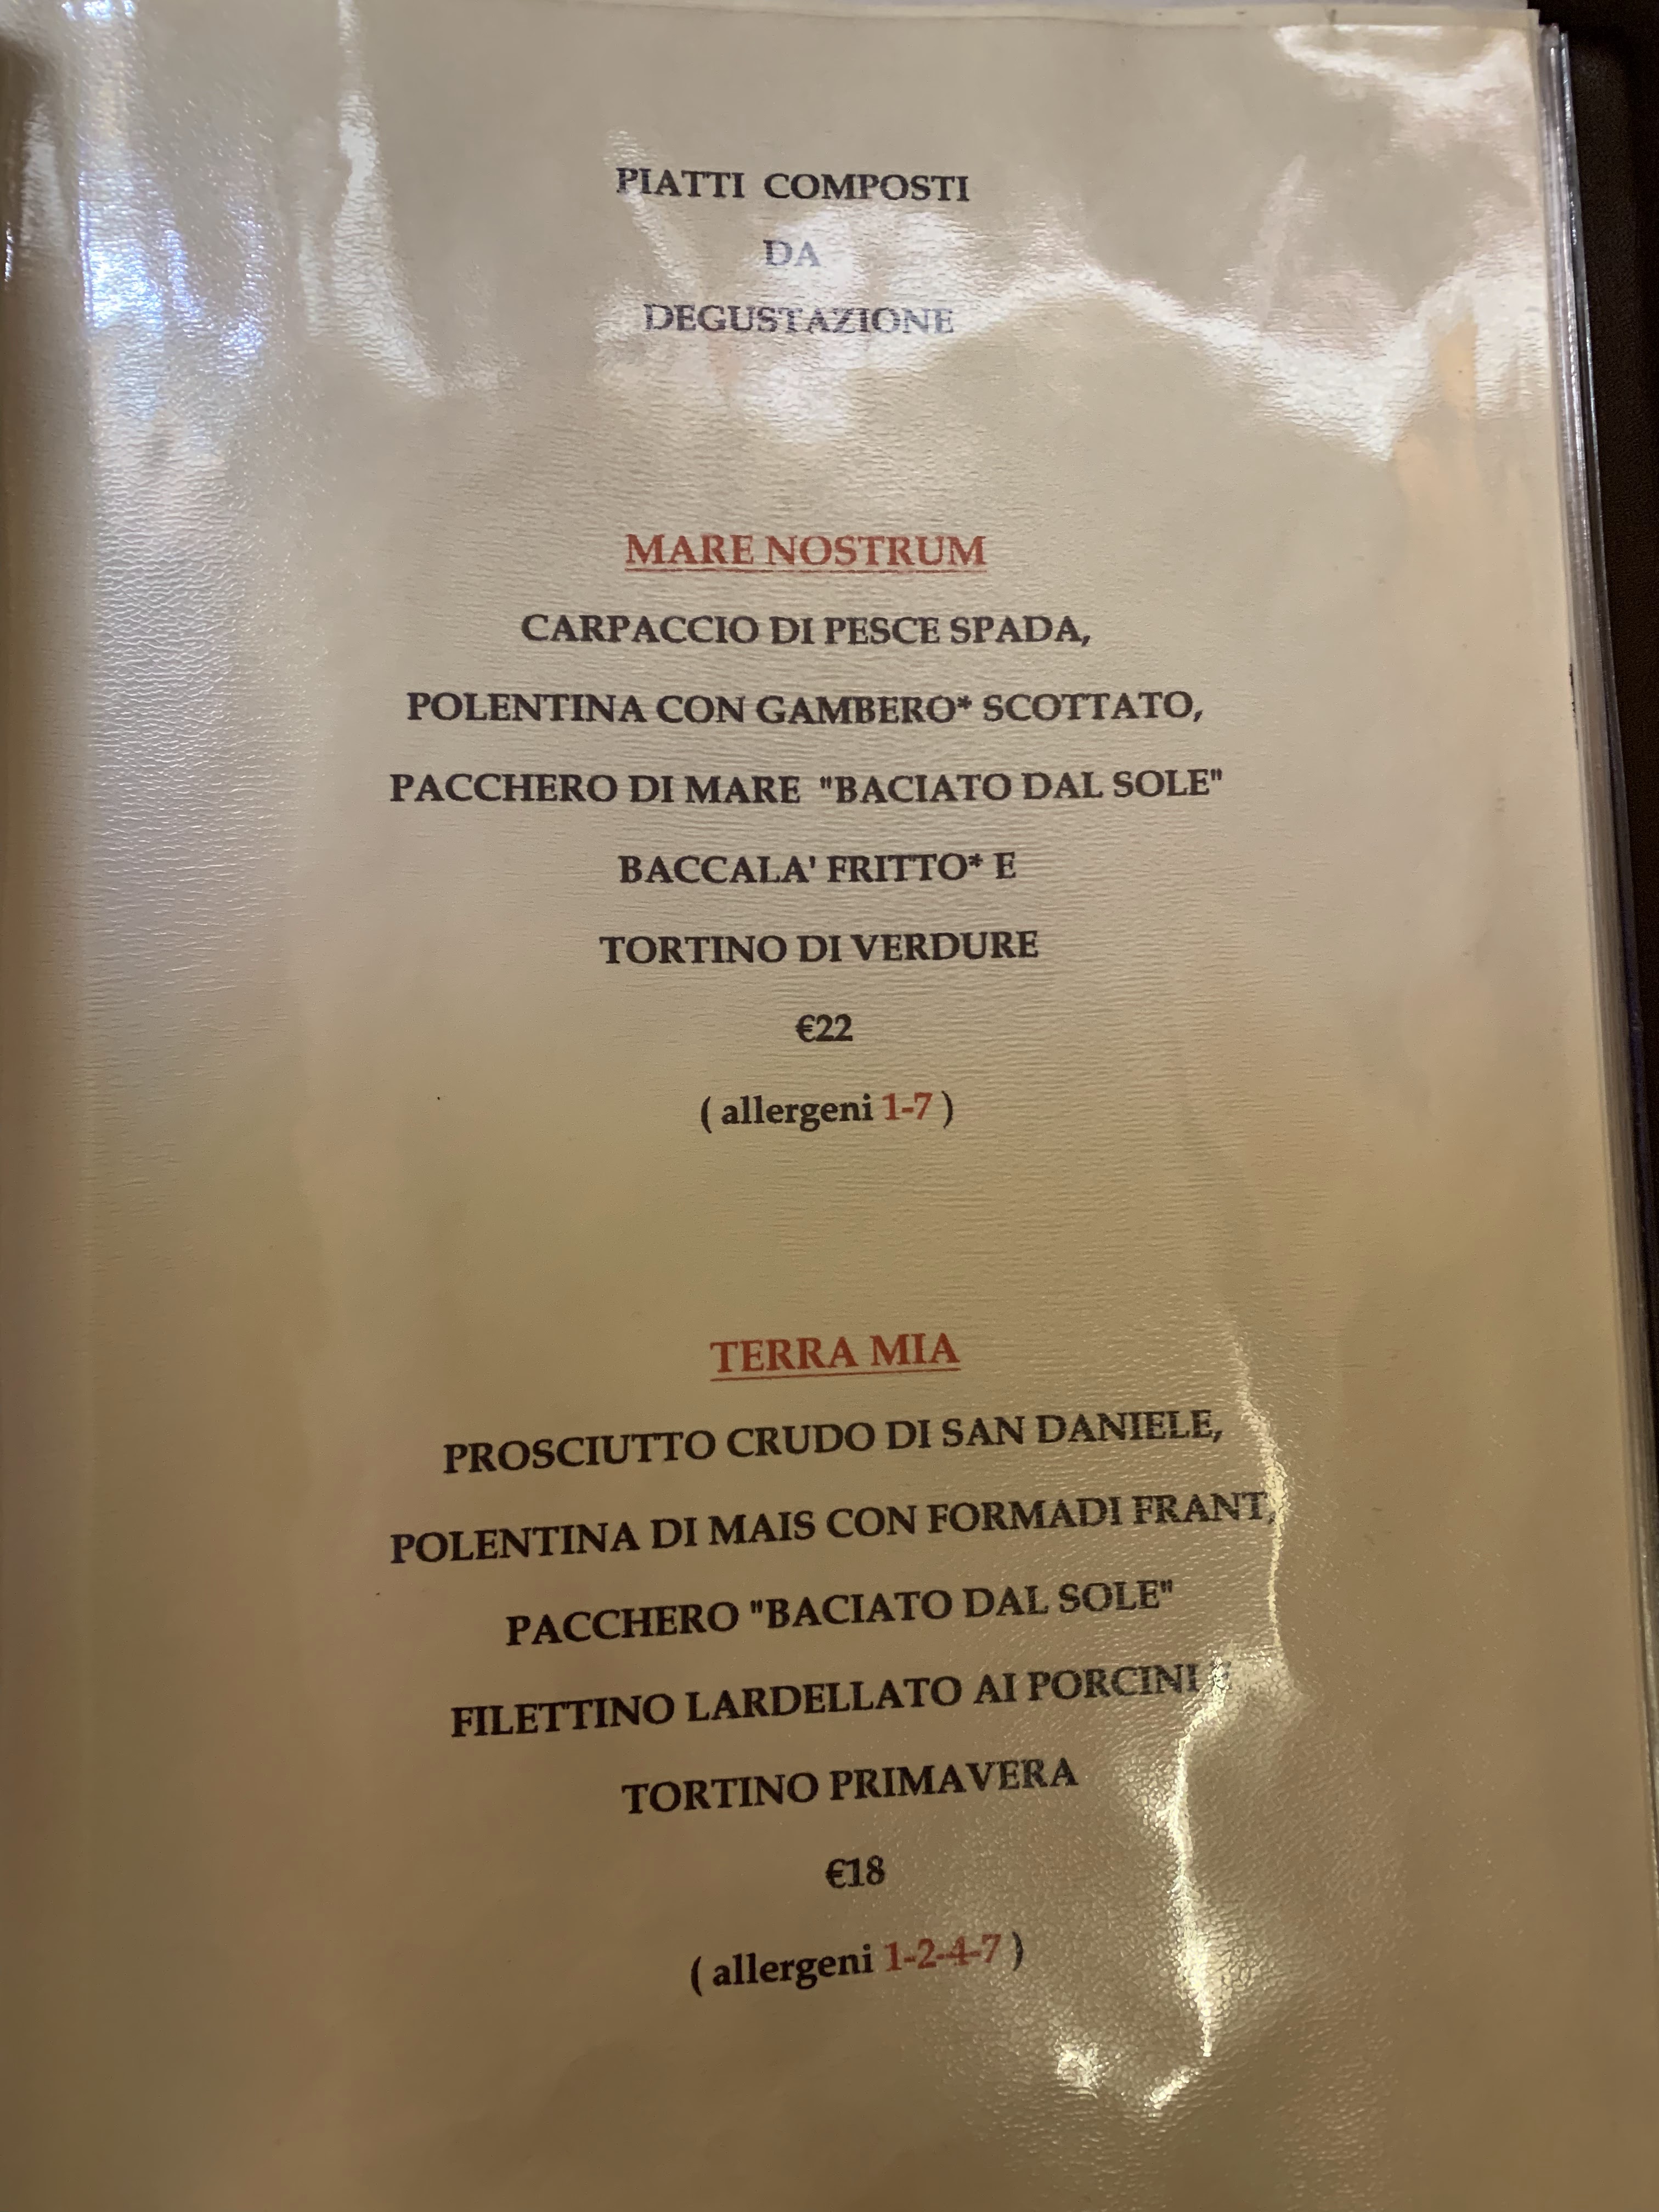 PIATTI COMPOSTI
DA
DEGUSTAZIONE
MARE NOSTRUM
CARPACCIO DI PESCE SPADA,
POLENTINA CON GAMBERO* SCOTTATO,
PACCHERO DI MARE "BACIATO DAL SOLE"
BACCALA' FRITTO* E
TORTINO DI VERDURE
€22
( allergeni 1-7 )
TERRA MIA
PROSCIUTTO CRUDO DI SAN DANIELE,
POLENTINA DI MAIS CON FORMADI FRANT,
PACCHERO "BACIATO DAL SOLE"
FILETTINO LARDELLATO AI PORCINI E
TORTINO PRIMAVERA
€18
( allergeni 1-2-4-7 )